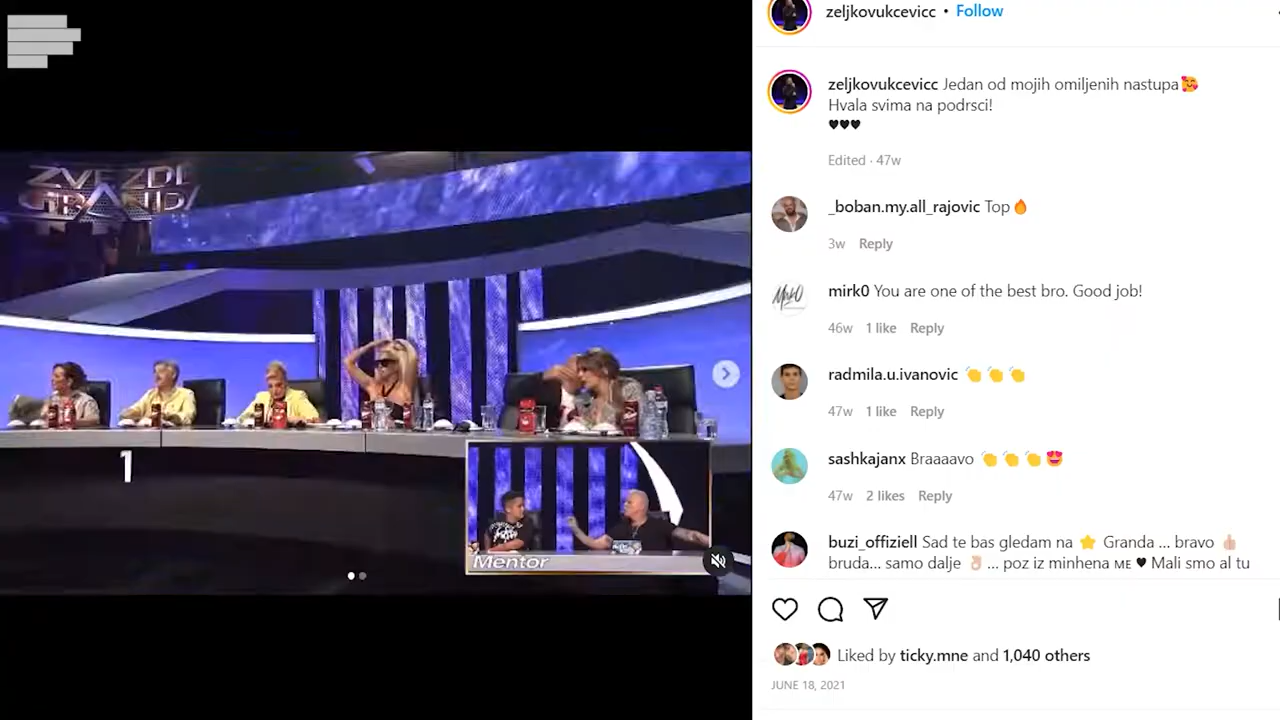 ZVEZDE
GRANDA
1
Mentor
zeljkovukcevicc • Follow
zeljkovukcevicc Jedan od mojih omiljenih nastupa🥰
Hvala svima na podrsci!
♥♥♥
Edited · 47w
_boban.my.all_rajovic Top🔥
3w Reply
mirk0 You are one of the best bro. Good job!
46w 1 like Reply
radmila.u.ivanovic 👏👏👏
47w 1 like Reply
sashkajanx Braaaavo 👏👏👏😍
47w 2 likes Reply
buzi_offiziell Sad te bas gledam na ⭐ Granda ... bravo 👍
bruda... samo dalje 👌 ... poz iz minhena ᴍᴇ ♥ Mali smo al tu
Liked by ticky.mne and 1,040 others
JUNE 18, 2021